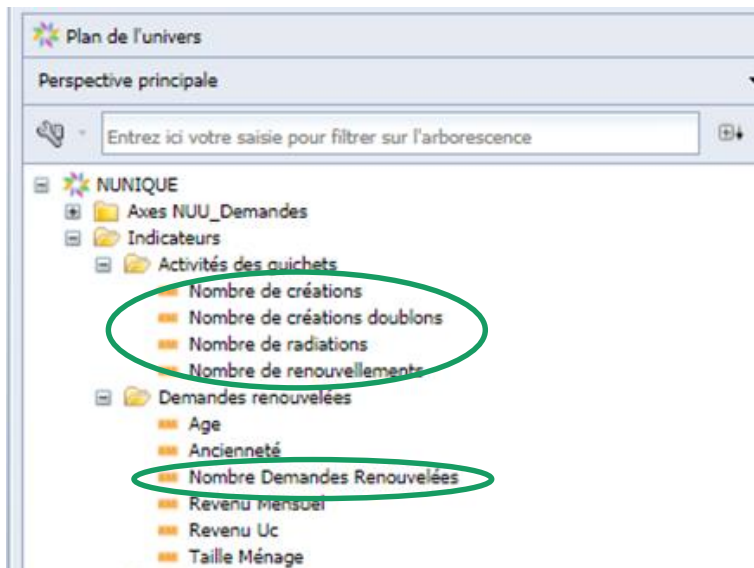 Plan de l'univers
Perspective principale
Entrez ici votre saisie pour filtrer sur l'arborescence
NUNIQUE
Axes NUU_Demandes
Indicateurs
Activités des guichets
Nombre de créations
Nombre de créations doublons
Nombre de radiations
Nombre de renouvellements
Demandes renouvelées
Age
Ancienneté
Nombre Demandes Renouvelées
Revenu Mensuel
Revenu Uc
Taille Ménage